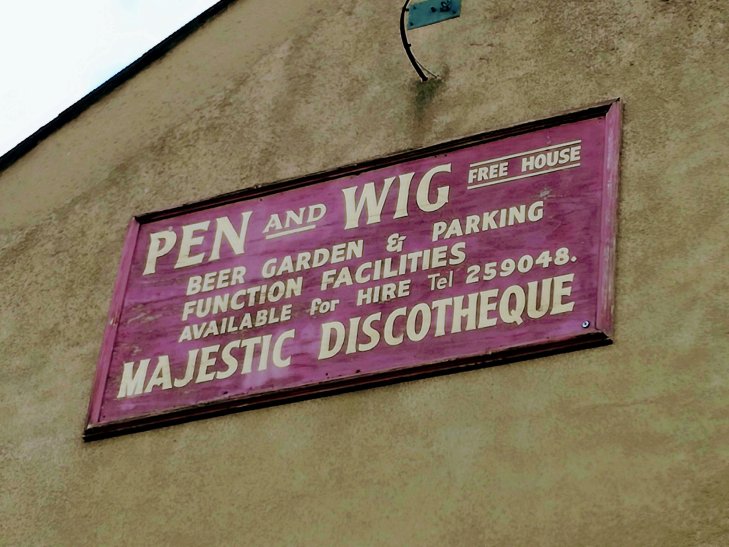 PEN AND WIG FREE HOUSE
BEER GARDEN & PARKING
FUNCTION FACILITIES
AVAILABLE for HIRE Tel 259048.
MAJESTIC DISCOTHEQUE